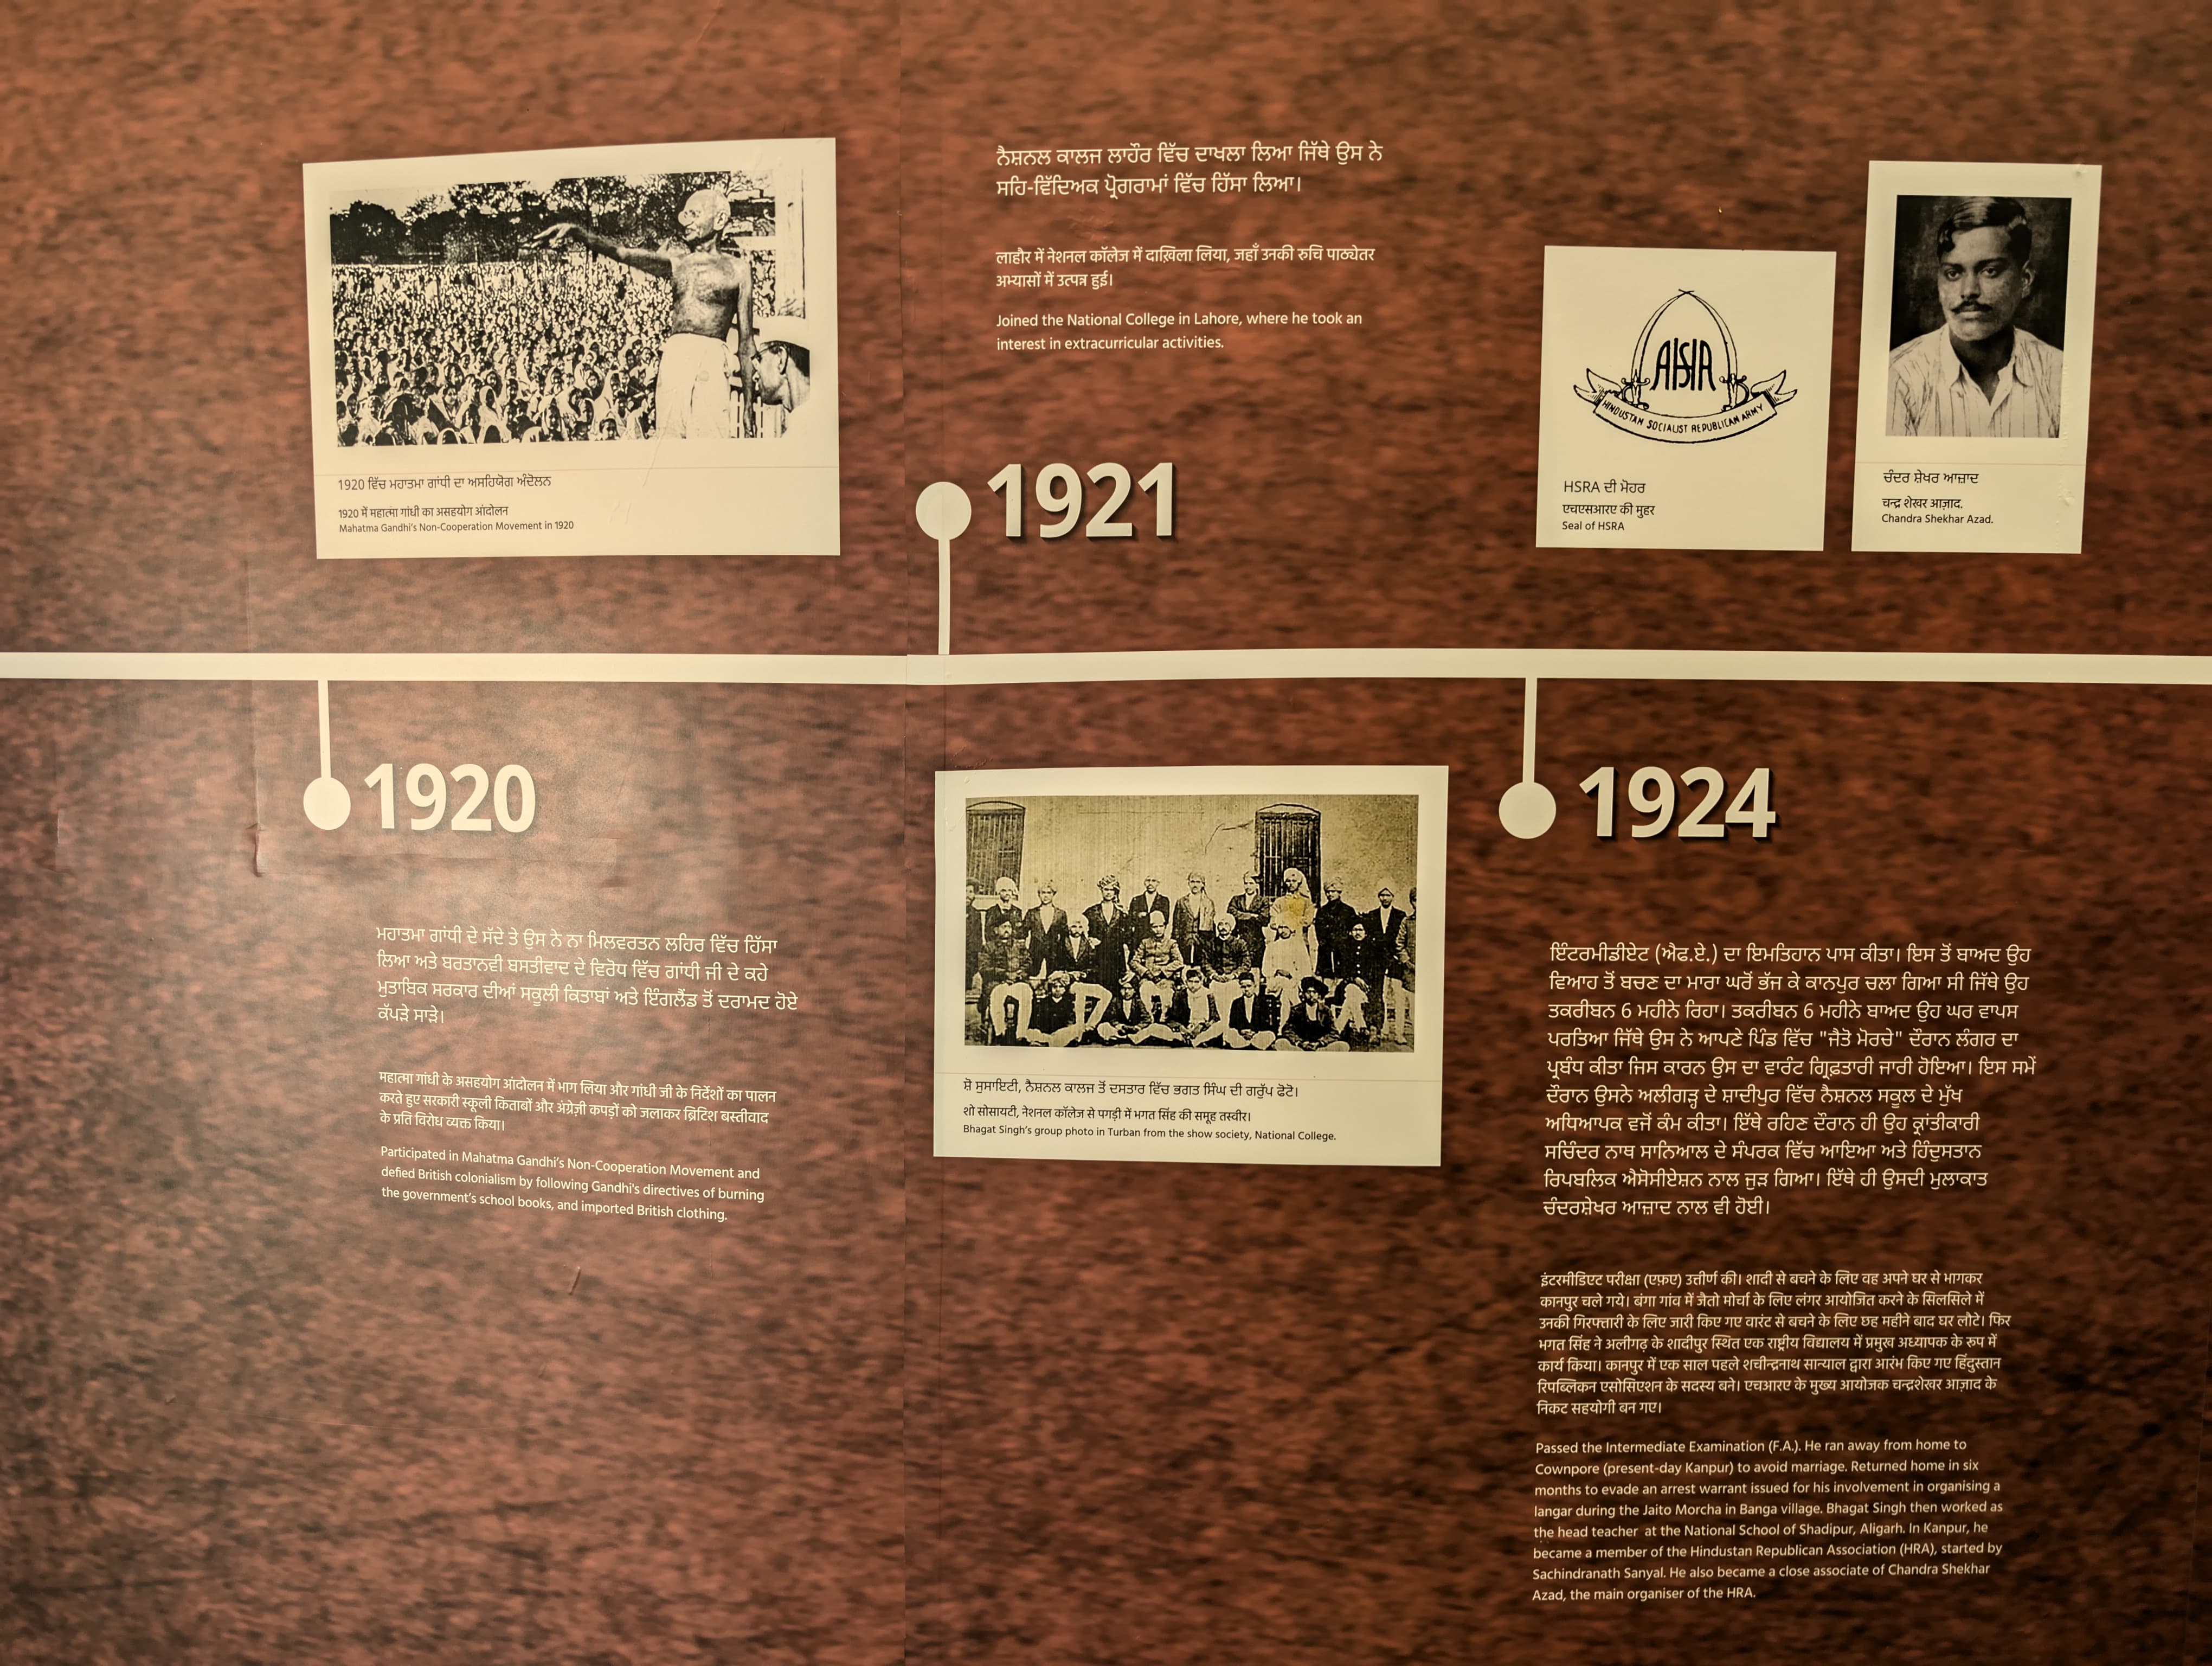 1920 ਵਿੱਚ ਮਹਾਤਮਾ ਗਾਂਧੀ ਦਾ ਅਸਹਿਯੋਗ ਅੰਦੋਲਨ
1920 में महात्मा गांधी का असहयोग आंदोलन
Mahatma Gandhi's Non-Cooperation Movement in 1920
1920
ਮਹਾਤਮਾ ਗਾਂਧੀ ਦੇ ਸੱਦੇ ਤੇ ਉਸ ਨੇ ਨਾ ਮਿਲਵਰਤਨ ਲਹਿਰ ਵਿੱਚ ਹਿੱਸਾ
ਲਿਆ ਅਤੇ ਬਰਤਾਨਵੀ ਬਸਤੀਵਾਦ ਦੇ ਵਿਰੋਧ ਵਿੱਚ ਗਾਂਧੀ ਜੀ ਦੇ ਕਹੇ
ਮੁਤਾਬਿਕ ਸਰਕਾਰ ਦੀਆਂ ਸਕੂਲੀ ਕਿਤਾਬਾਂ ਅਤੇ ਇੰਗਲੈਂਡ ਤੋਂ ਦਰਾਮਦ ਹੋਏ
ਕੱਪੜੇ ਸਾੜੇ।
महात्मा गांधी के असहयोग आंदोलन में भाग लिया और गांधी जी के निर्देशों का पालन
करते हुए सरकारी स्कूली किताबों और अंग्रेज़ी कपड़ों को जलाकर ब्रिटिश बस्तीवाद
के प्रति विरोध व्यक्त किया।
Participated in Mahatma Gandhi's Non-Cooperation Movement and
defied British colonialism by following Gandhi's directives of burning
the government's school books, and imported British clothing.
ਨੈਸ਼ਨਲ ਕਾਲਜ ਲਾਹੌਰ ਵਿੱਚ ਦਾਖਲਾ ਲਿਆ ਜਿੱਥੇ ਉਸ ਨੇ
ਸਹਿ-ਵਿੱਦਿਅਕ ਪ੍ਰੋਗਰਾਮਾਂ ਵਿੱਚ ਹਿੱਸਾ ਲਿਆ।
लाहौर में नेशनल कॉलेज में दाख़िला लिया, जहाँ उनकी रुचि पाठ्येतर
अभ्यासों में उत्पन्न हुई।
Joined the National College in Lahore, where he took an
interest in extracurricular activities.
1921
ਸ਼ੋ ਸੁਸਾਇਟੀ, ਨੈਸ਼ਨਲ ਕਾਲਜ ਤੋਂ ਦਸਤਾਰ ਵਿੱਚ ਭਗਤ ਸਿੰਘ ਦੀ ਗਰੁੱਪ ਫੋਟੋ।
शो सोसायटी, नेशनल कॉलेज से पगड़ी में भगत सिंह की समूह तस्वीर।
Bhagat Singh's group photo in Turban from the show society, National College.
HINDUSTAN SOCIALIST REPUBLICAN ARMY
HSRA ਦੀ ਮੋਹਰ
एचएसआरए की मुहर
Seal of HSRA
ਚੰਦਰ ਸ਼ੇਖਰ ਆਜ਼ਾਦ
चन्द्र शेखर आज़ाद.
Chandra Shekhar Azad.
1924
ਇੰਟਰਮੀਡੀਏਟ (ਐਫ.ਏ.) ਦਾ ਇਮਤਿਹਾਨ ਪਾਸ ਕੀਤਾ। ਇਸ ਤੋਂ ਬਾਅਦ ਉਹ
ਵਿਆਹ ਤੋਂ ਬਚਣ ਦਾ ਮਾਰਾ ਘਰੋਂ ਭੱਜ ਕੇ ਕਾਨਪੁਰ ਚਲਾ ਗਿਆ ਸੀ ਜਿੱਥੇ ਉਹ
ਤਕਰੀਬਨ 6 ਮਹੀਨੇ ਰਿਹਾ। ਤਕਰੀਬਨ 6 ਮਹੀਨੇ ਬਾਅਦ ਉਹ ਘਰ ਵਾਪਸ
ਪਰਤਿਆ ਜਿੱਥੇ ਉਸ ਨੇ ਆਪਣੇ ਪਿੰਡ ਵਿੱਚ "ਜੈਤੋ ਮੋਰਚੇ" ਦੌਰਾਨ ਲੰਗਰ ਦਾ
ਪ੍ਰਬੰਧ ਕੀਤਾ ਜਿਸ ਕਾਰਨ ਉਸ ਦਾ ਵਾਰੰਟ ਗ੍ਰਿਫ਼ਤਾਰੀ ਜਾਰੀ ਹੋਇਆ। ਇਸ ਸਮੇਂ
ਦੌਰਾਨ ਉਸਨੇ ਅਲੀਗੜ੍ਹ ਦੇ ਸ਼ਾਦੀਪੁਰ ਵਿੱਚ ਨੈਸ਼ਨਲ ਸਕੂਲ ਦੇ ਮੁੱਖ
ਅਧਿਆਪਕ ਵਜੋਂ ਕੰਮ ਕੀਤਾ। ਇੱਥੇ ਰਹਿਣ ਦੌਰਾਨ ਹੀ ਉਹ ਕ੍ਰਾਂਤੀਕਾਰੀ
ਸਚਿੰਦਰ ਨਾਥ ਸਾਨਿਆਲ ਦੇ ਸੰਪਰਕ ਵਿੱਚ ਆਇਆ ਅਤੇ ਹਿੰਦੁਸਤਾਨ
ਰਿਪਬਲਿਕ ਐਸੋਸੀਏਸ਼ਨ ਨਾਲ ਜੁੜ ਗਿਆ। ਇੱਥੇ ਹੀ ਉਸਦੀ ਮੁਲਾਕਾਤ
ਚੰਦਰਸ਼ੇਖਰ ਆਜ਼ਾਦ ਨਾਲ ਵੀ ਹੋਈ।
इंटरमीडिएट परीक्षा (एफ़ए) उत्तीर्ण की। शादी से बचने के लिए वह अपने घर से भागकर
कानपुर चले गये। बंगा गांव में जैतो मोर्चा के लिए लंगर आयोजित करने के सिलसिले में
उनकी गिरफ्तारी के लिए जारी किए गए वारंट से बचने के लिए छह महीने बाद घर लौटे। फिर
भगत सिंह ने अलीगढ़ के शादीपुर स्थित एक राष्ट्रीय विद्यालय में प्रमुख अध्यापक के रूप में
कार्य किया। कानपुर में एक साल पहले शचीन्द्रनाथ सान्याल द्वारा आरंभ किए गए हिंदुस्तान
रिपब्लिकन एसोसिएशन के सदस्य बने। एचआरए के मुख्य आयोजक चन्द्रशेखर आज़ाद के
निकट सहयोगी बन गए।
Passed the Intermediate Examination (F.A.). He ran away from home to
Cownpore (present-day Kanpur) to avoid marriage. Returned home in six
months to evade an arrest warrant issued for his involvement in organising a
langar during the Jaito Morcha in Banga village. Bhagat Singh then worked as
the head teacher at the National School of Shadipur, Aligarh. In Kanpur, he
became a member of the Hindustan Republican Association (HRA), started by
Sachindranath Sanyal. He also became a close associate of Chandra Shekhar
Azad, the main organiser of the HRA.